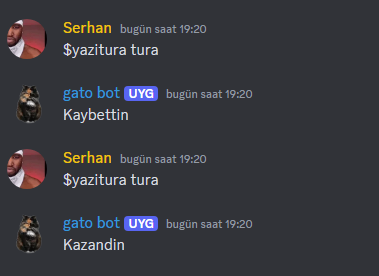 Serhan bugün saat 19:20
$yazitura tura
gato bot UYG bugün saat 19:20
Kaybettin
Serhan bugün saat 19:20
$yazitura tura
gato bot UYG bugün saat 19:20
Kazandin